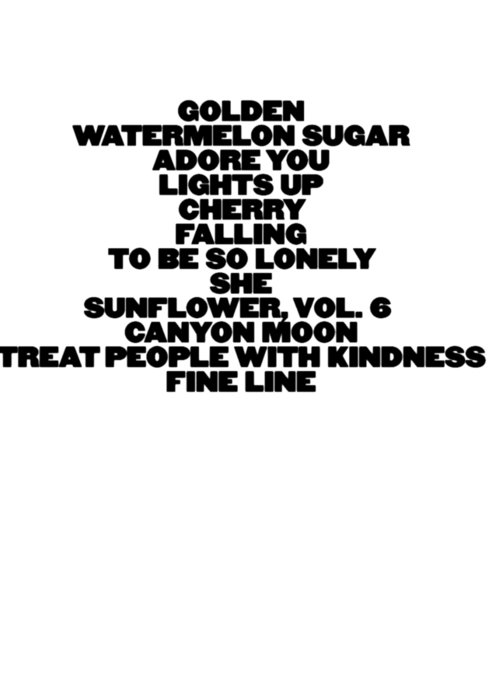 GOLDEN
WATERMELON SUGAR
ADORE YOU
LIGHTS UP
CHERRY
FALLING
TO BE SO LONELY
SHE
SUNFLOWER, VOL. 6
CANYON MOON
TREAT PEOPLE WITH KINDNESS
FINE LINE